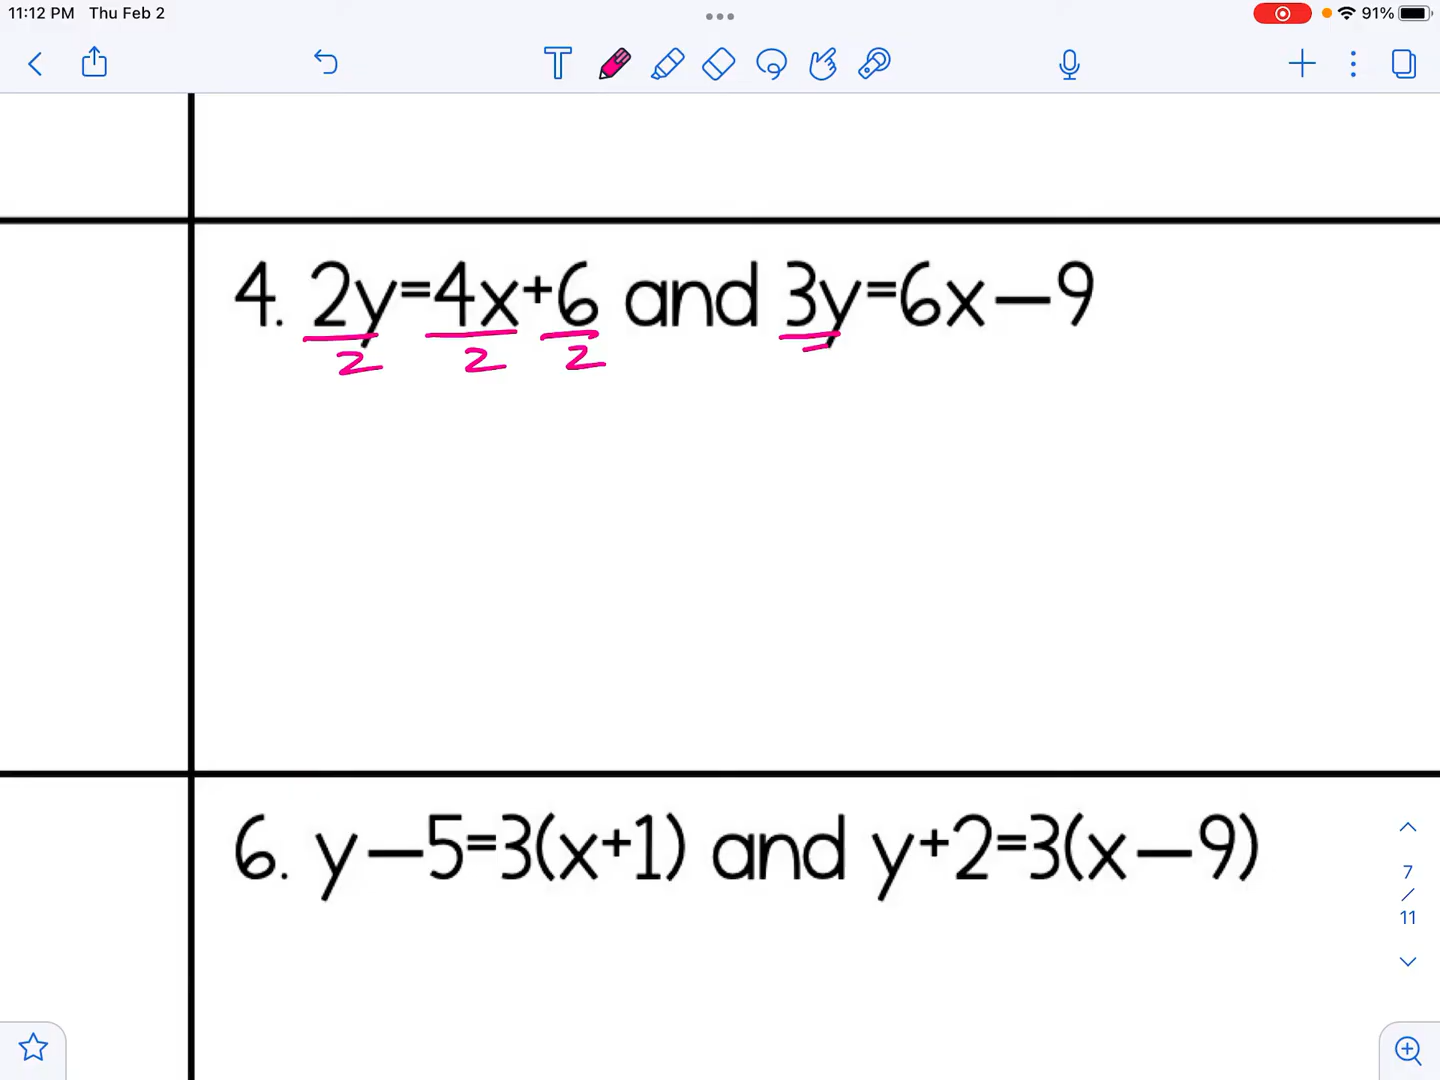 11:12 PM Thu Feb 2
91%
T
4. 2y=4x+6 and 3y=6x−9
2 2 2
6. y−5=3(x+1) and y+2=3(x−9)
7
/
11